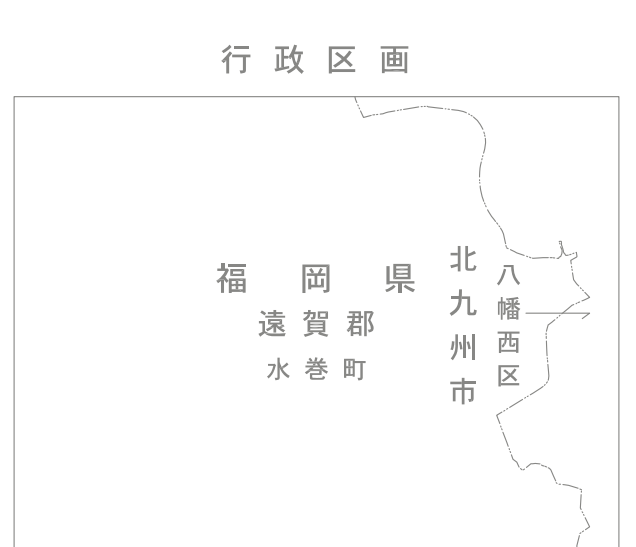 行政区画
福岡県
遠賀郡
水巻町
北九州市
八幡西区